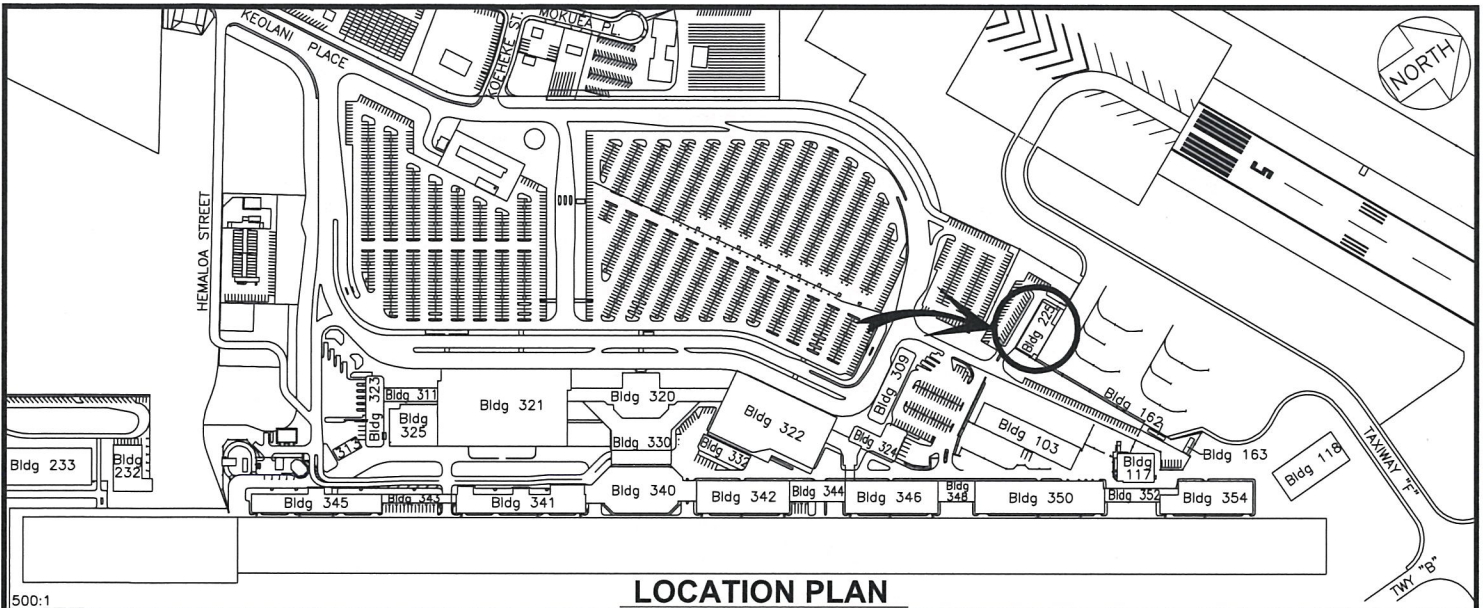 KEOLANI PLACE
KOEHEKE ST.
MOKUEA PL.
NORTH
5
HEMALOA STREET
Bldg 225
Bldg 309
Bldg 323
Bldg 311
Bldg 325
Bldg 321
Bldg 320
Bldg 330
Bldg 322
Bldg 332
Bldg 324
Bldg 103
Bldg 162
Bldg 163
Bldg 117
Bldg 118
TAXIWAY "F"
313
Bldg 233
Bldg 232
Bldg 345
Bldg 343
Bldg 341
Bldg 340
Bldg 342
Bldg 344
Bldg 346
Bldg 348
Bldg 350
Bldg 352
Bldg 354
TWY "B"
LOCATION PLAN
500:1